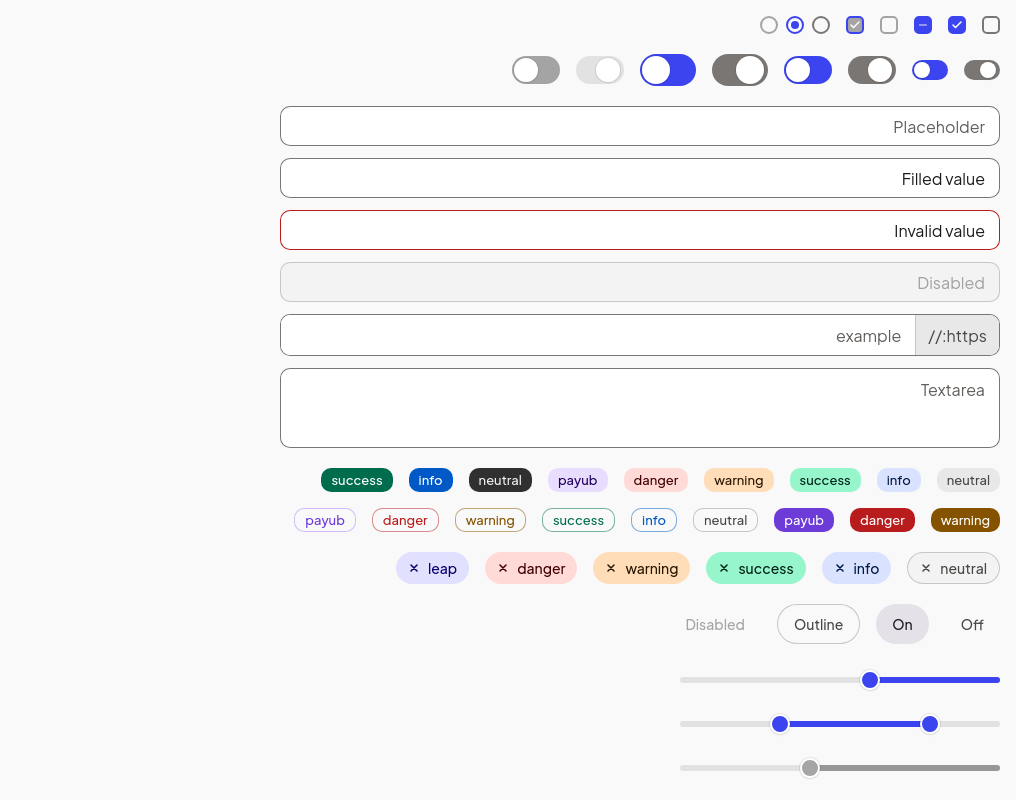 Placeholder
Filled value
Invalid value
Disabled
example //:https
Textarea
success info neutral payub danger warning success info neutral
payub danger warning success info neutral payub danger warning
leap danger warning success info neutral
Disabled Outline On Off